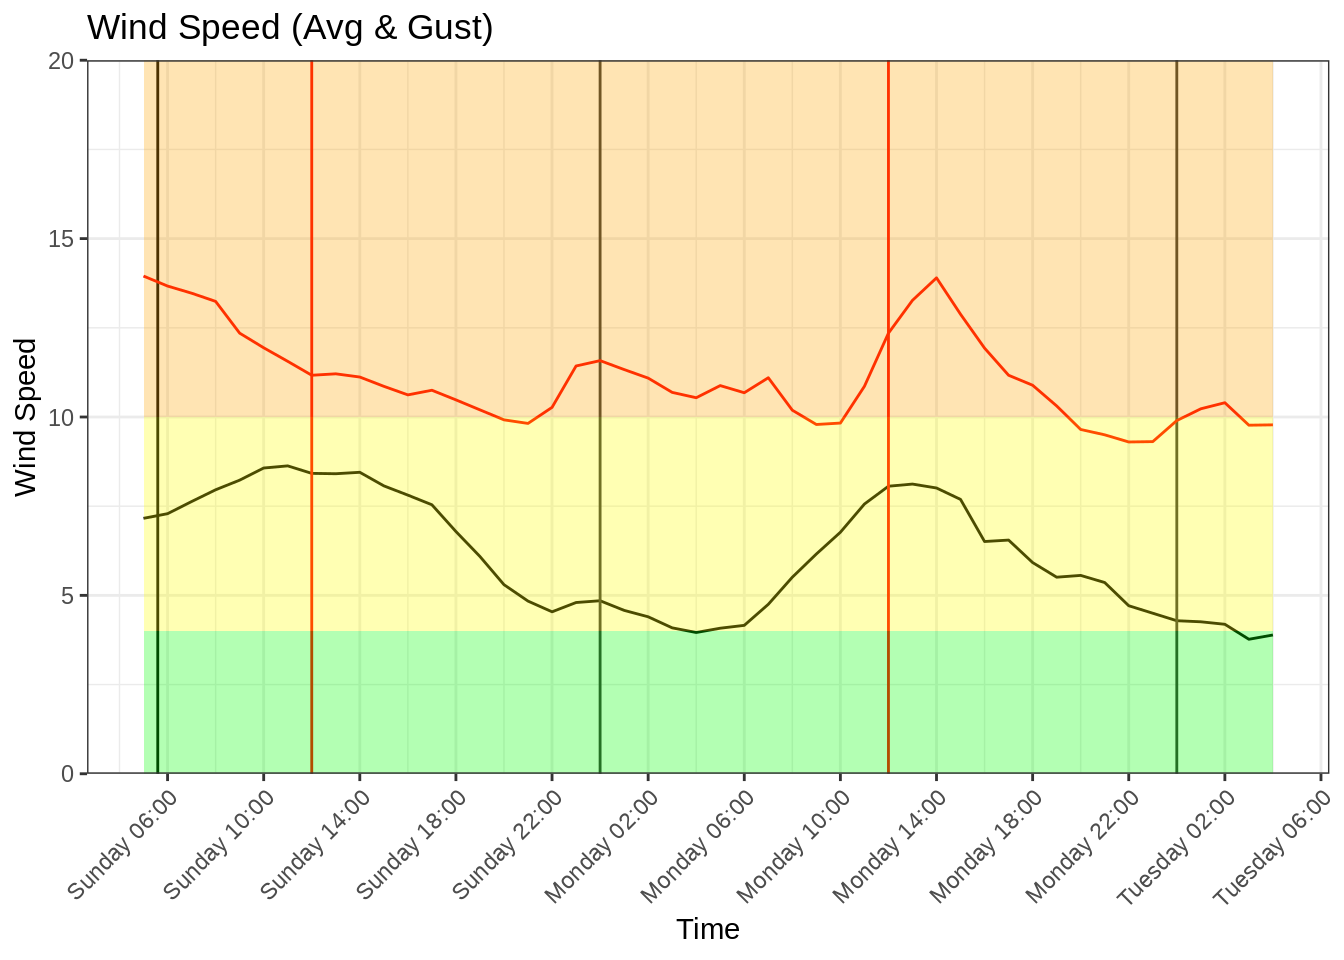 Wind Speed (Avg & Gust)
20
15
10
5
0
Wind Speed
Sunday 06:00
Sunday 10:00
Sunday 14:00
Sunday 18:00
Sunday 22:00
Monday 02:00
Monday 06:00
Monday 10:00
Monday 14:00
Monday 18:00
Monday 22:00
Tuesday 02:00
Tuesday 06:00
Time